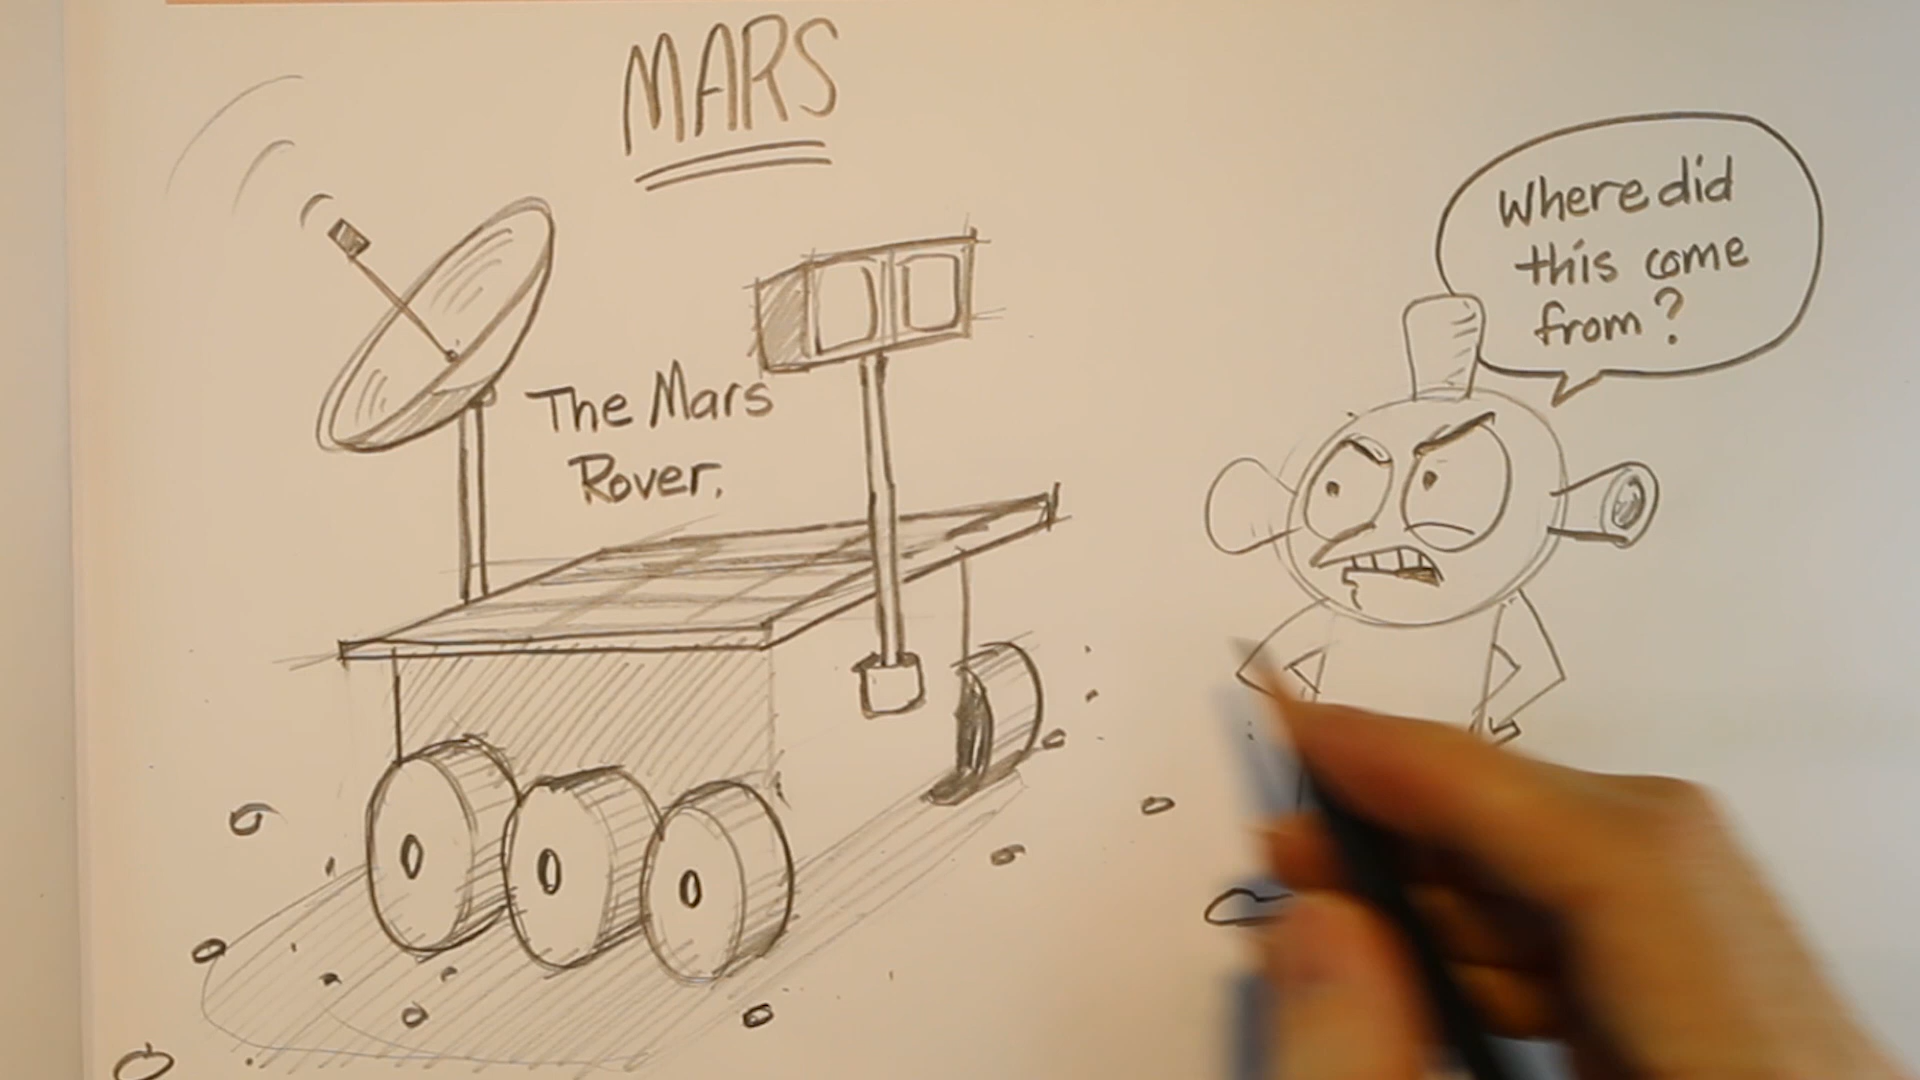 MARS
The Mars
Rover.
Where did
this come
from?